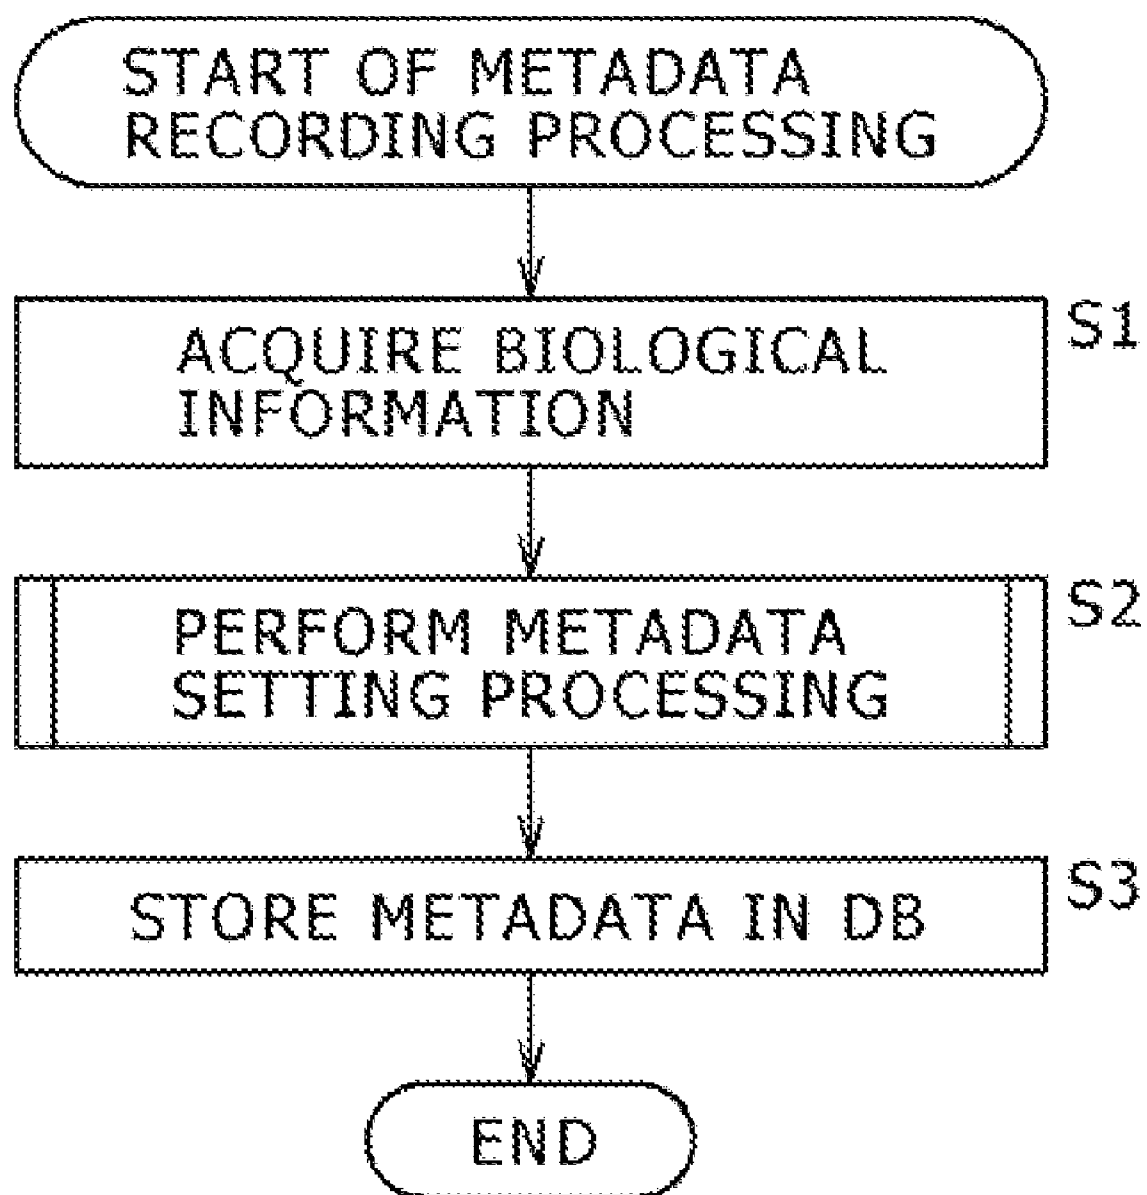 START OF METADATA
RECORDING PROCESSING
ACQUIRE BIOLOGICAL
INFORMATION
S1
PERFORM METADATA
SETTING PROCESSING
S2
STORE METADATA IN DB
S3
END